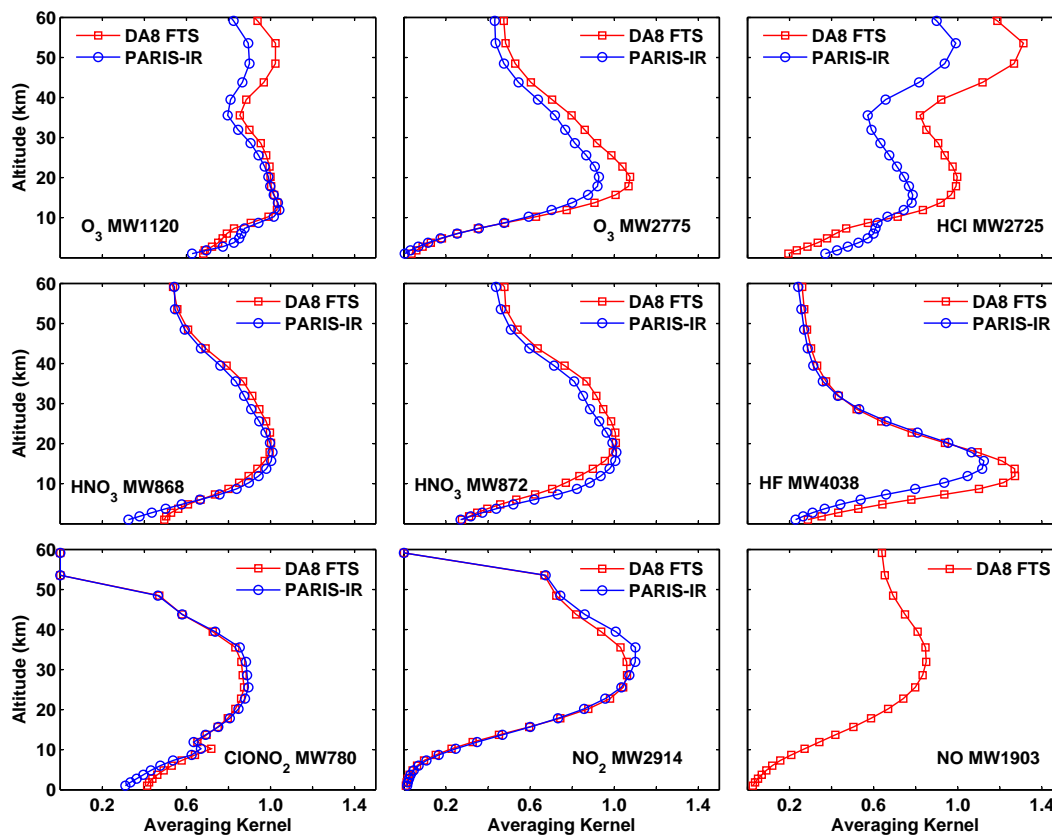 60
50
40
30
20
10
0
Altitude (km)
DA8 FTS
PARIS-IR
O3 MW1120
DA8 FTS
PARIS-IR
O3 MW2775
PARIS-IR
DA8 FTS
HCl MW2725
60
50
40
30
20
10
0
Altitude (km)
DA8 FTS
PARIS-IR
HNO3 MW868
DA8 FTS
PARIS-IR
HNO3 MW872
DA8 FTS
PARIS-IR
HF MW4038
60
50
40
30
20
10
0
Altitude (km)
DA8 FTS
PARIS-IR
ClONO2 MW780
DA8 FTS
PARIS-IR
NO2 MW2914
DA8 FTS
NO MW1903
0.2 0.6 1.0 1.4
0.2 0.6 1.0 1.4
0.2 0.6 1.0 1.4
Averaging Kernel
Averaging Kernel
Averaging Kernel